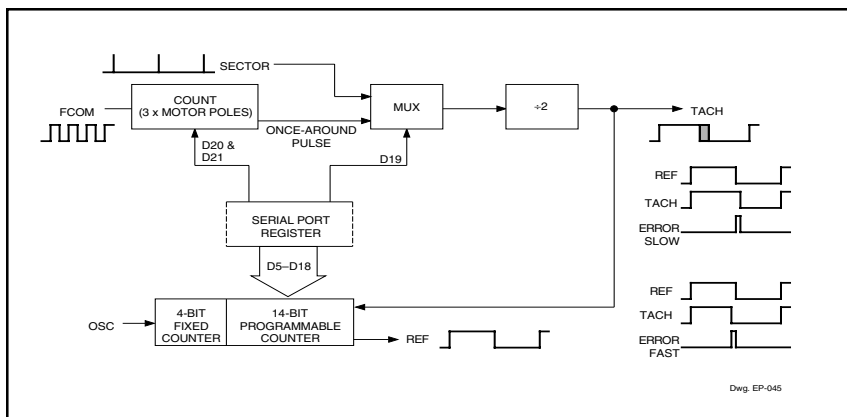 SECTOR
FCOM
COUNT
(3 x MOTOR POLES)
MUX
÷2
TACH
ONCE-AROUND
PULSE
D20 &
D21
D19
REF
TACH
ERROR
SLOW
SERIAL PORT
REGISTER
D5–D18
REF
TACH
ERROR
FAST
OSC
4-BIT
FIXED
COUNTER
14-BIT
PROGRAMMABLE
COUNTER
REF
Dwg. EP-045